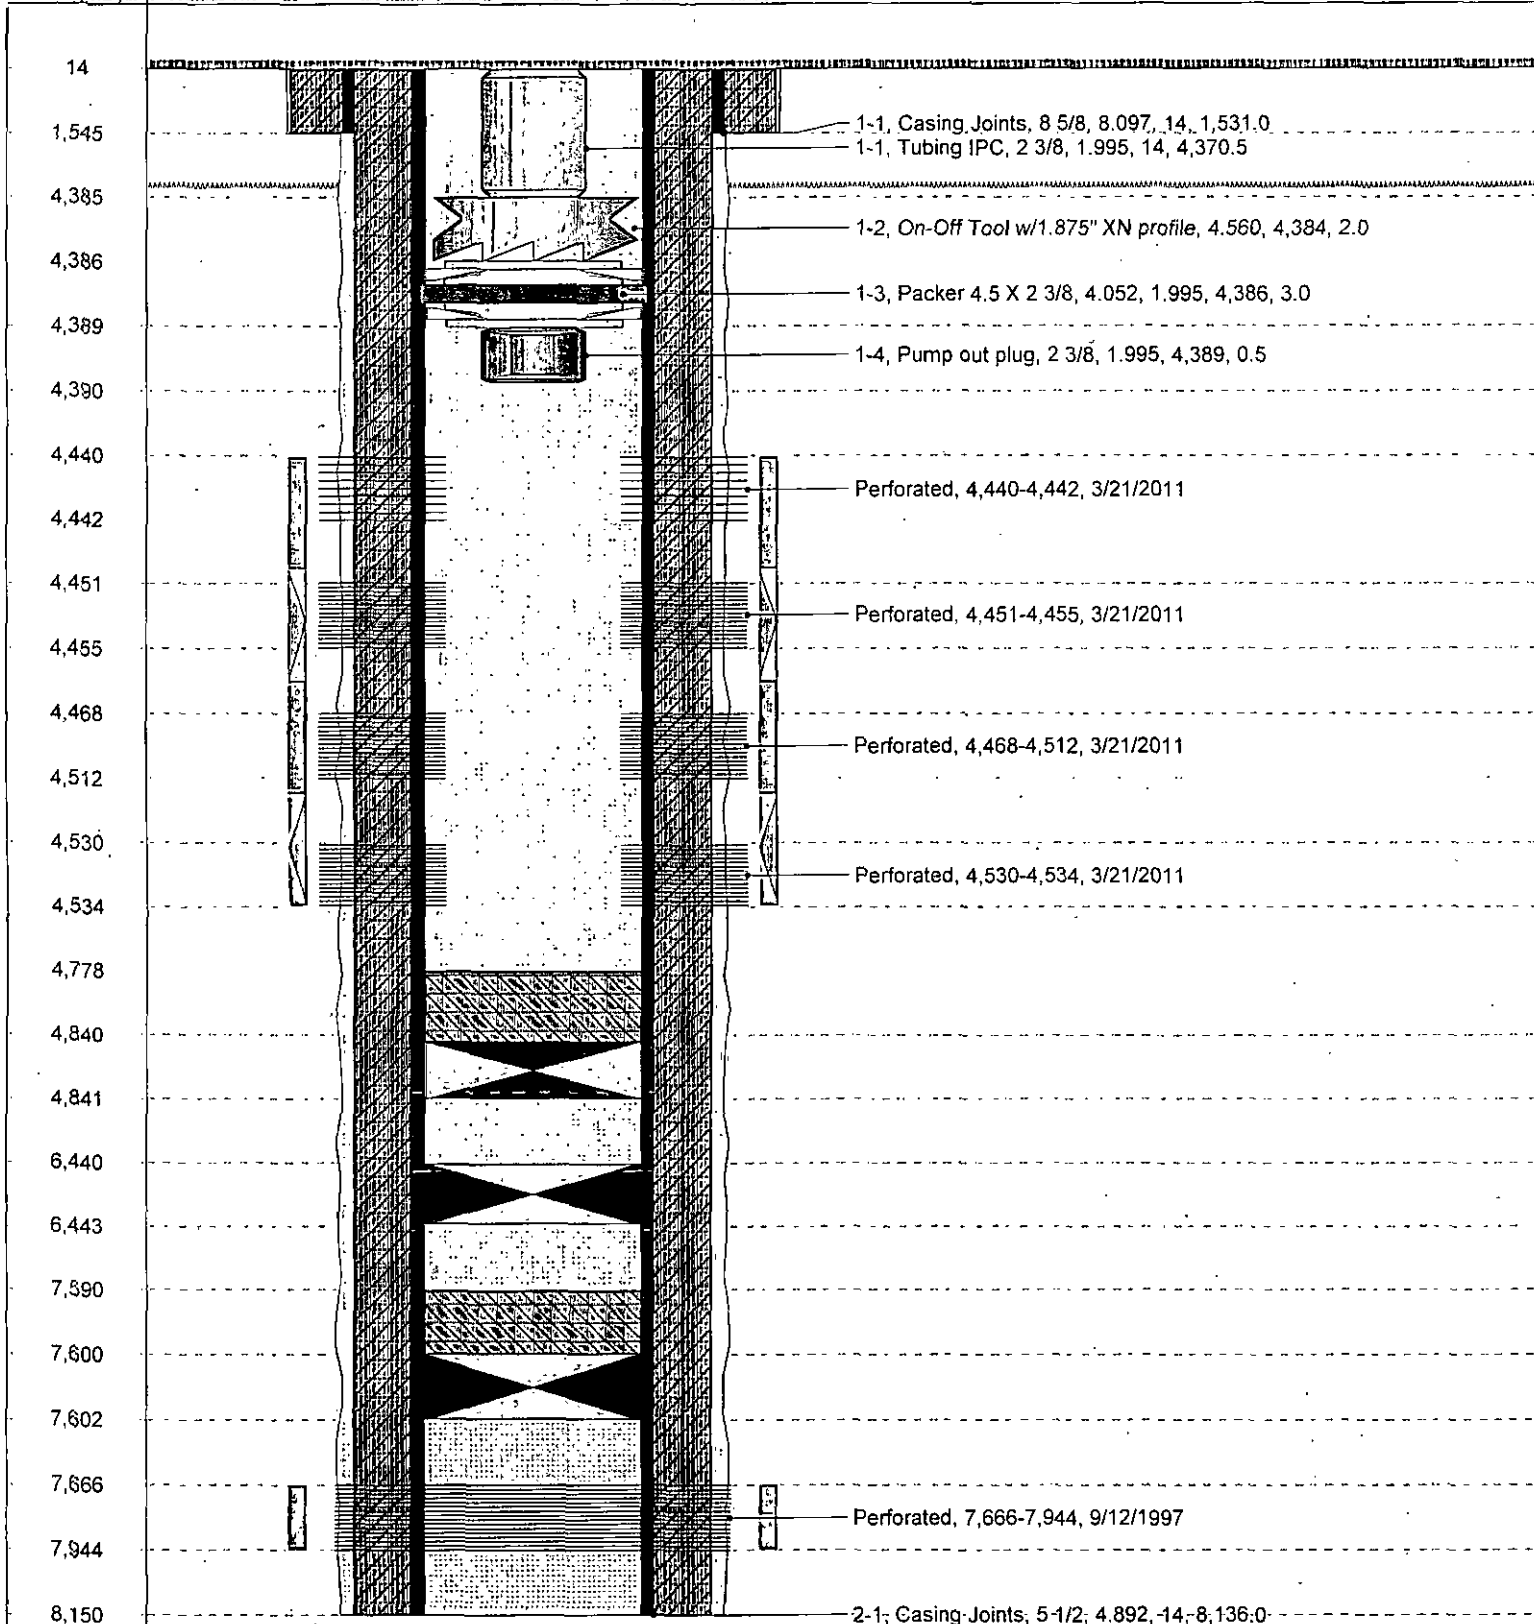 14
1,545
1-1, Casing Joints, 8 5/8, 8.097, 14, 1,531.0
1-1, Tubing IPC, 2 3/8, 1.995, 14, 4,370.5
4,385
1-2, On-Off Tool w/1.875" XN profile, 4.560, 4,384, 2.0
4,386
1-3, Packer 4.5 X 2 3/8, 4.052, 1.995, 4,386, 3.0
4,389
1-4, Pump out plug, 2 3/8, 1.995, 4,389, 0.5
4,390
4,440
Perforated, 4,440-4,442, 3/21/2011
4,442
4,451
Perforated, 4,451-4,455, 3/21/2011
4,455
4,468
Perforated, 4,468-4,512, 3/21/2011
4,512
4,530
Perforated, 4,530-4,534, 3/21/2011
4,534
4,778
4,840
4,841
6,440
6,443
7,590
7,600
7,602
7,666
Perforated, 7,666-7,944, 9/12/1997
7,944
8,150
2-1, Casing Joints, 5-1/2, 4.892, 14, 8,136.0